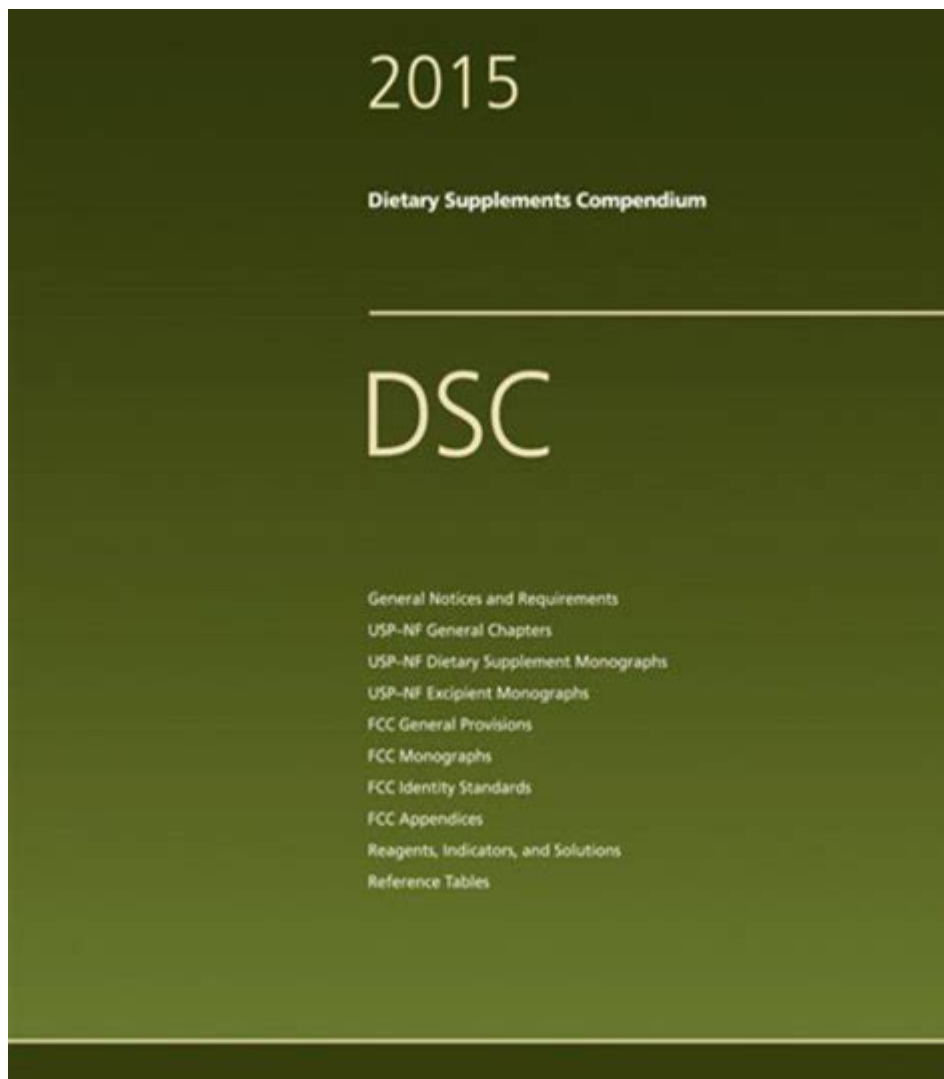 2015
Dietary Supplements Compendium
DSC
General Notices and Requirements
USP–NF General Chapters
USP–NF Dietary Supplement Monographs
USP–NF Excipient Monographs
FCC General Provisions
FCC Monographs
FCC Identity Standards
FCC Appendices
Reagents, Indicators, and Solutions
Reference Tables